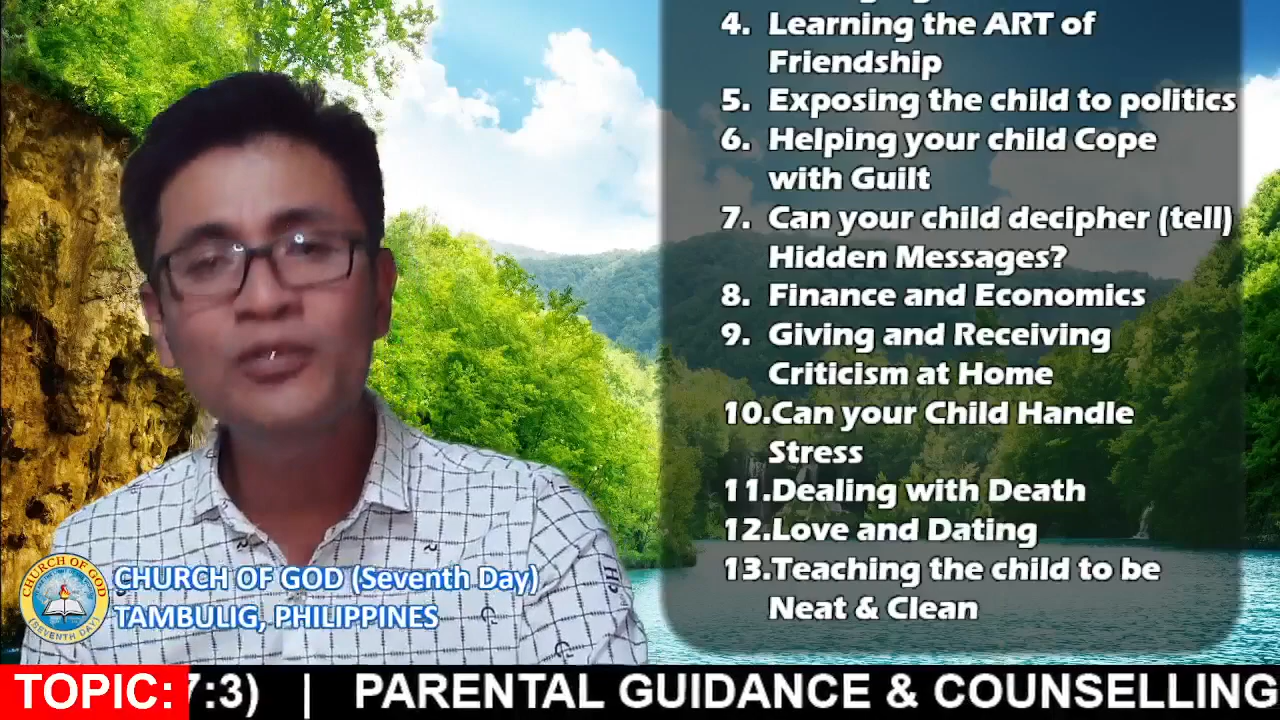 4. Learning the ART of
Friendship
5. Exposing the child to politics
6. Helping your child Cope
with Guilt
7. Can your child decipher (tell)
Hidden Messages?
8. Finance and Economics
9. Giving and Receiving
Criticism at Home
10.Can your Child Handle
Stress
11.Dealing with Death
12.Love and Dating
13.Teaching the child to be
Neat & Clean
CHURCH OF GOD
(SEVENTH DAY)
CHURCH OF GOD (Seventh Day)
TAMBULIG, PHILIPPINES
TOPIC: 7:3) | PARENTAL GUIDANCE & COUNSELLING